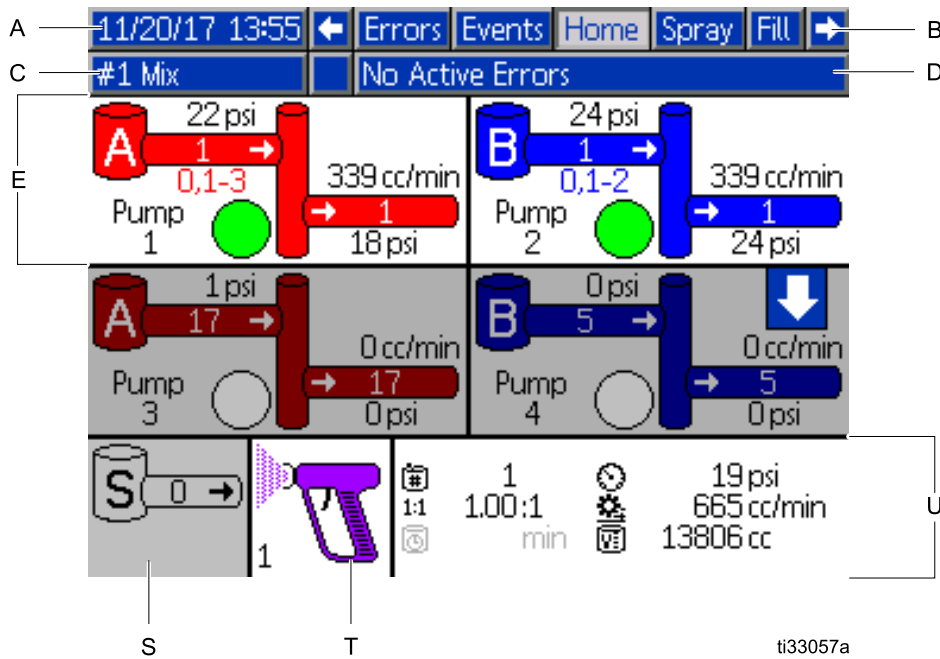 A 11/20/17 13:55 Errors Events Home Spray Fill B
C #1 Mix No Active Errors D
E
22 psi
A 1
0,1-3
339 cc/min
Pump 1
1
18 psi
24 psi
B 1
0,1-2
339 cc/min
Pump 2
1
24 psi
1 psi
A 17
0 cc/min
Pump 3
17
0 psi
0 psi
B 5
0 cc/min
Pump 4
5
0 psi
S 0
1
# 1 19 psi
1:1 1.00:1 665 cc/min
min V 13806 cc
U
S T
ti33057a